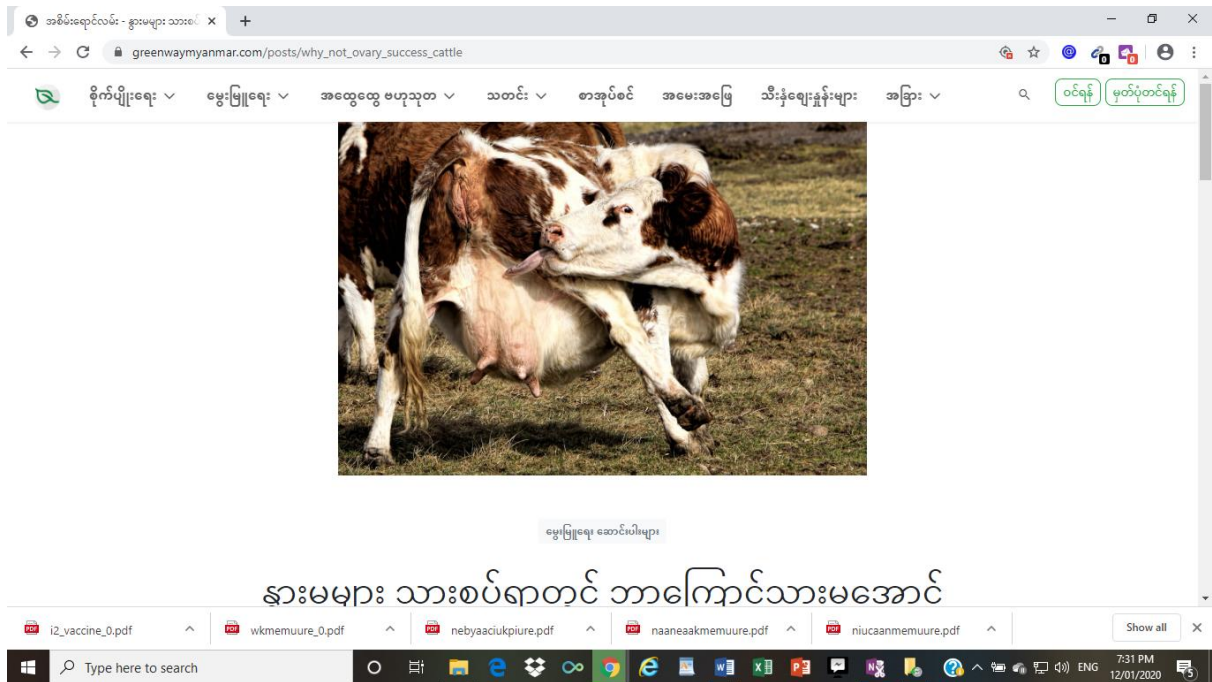 အစိမ်းရောင်လမ်း - နွားမများ သားစပ်
greenwaymyanmar.com/posts/why_not_ovary_success_cattle
စိုက်ပျိုးရေး မွေးမြူရေး အထွေထွေ ဗဟုသုတ သတင်း စာအုပ်စင် အမေးအဖြေ သီးနှံဈေးနှုန်းများ အခြား ဝင်ရန် မှတ်ပုံတင်ရန်
မွေးမြူရေး ဆောင်းပါးများ
နွားမများ သားစပ်ရာတွင် ဘာကြောင့်သားမအောင်
i2_vaccine_0.pdf wkmemuure_0.pdf nebyaaciukpiure.pdf naaneaakmemuure.pdf niucaanmemuure.pdf Show all
Type here to search ENG 7:31 PM
12/01/2020